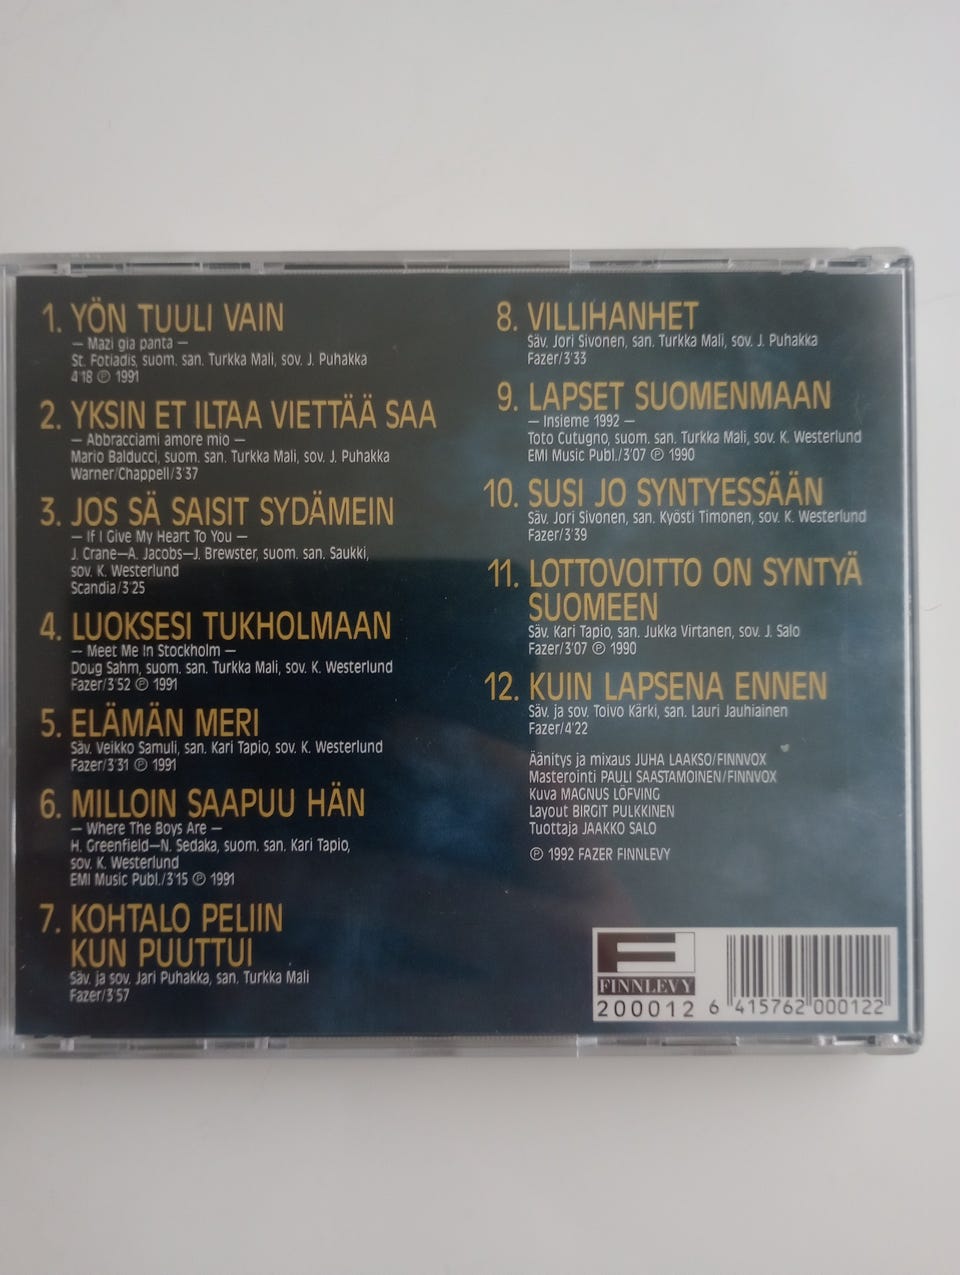 1. YÖN TUULI VAIN
— Mazi gia panta —
St. Fotiadis, suom. san. Turkka Mali, sov. J. Puhakka
4'18 ℗ 1991
2. YKSIN ET ILTAA VIETTÄÄ SAA
— Abbracciami amore mio —
Mario Balducci, suom. san. Turkka Mali, sov. J. Puhakka
Warner/Chappell/3'37
3. JOS SÄ SAISIT SYDÄMEIN
— If I Give My Heart To You —
J. Crane—A. Jacobs—J. Brewster, suom. san. Saukki,
sov. K. Westerlund
Scandia/3'25
4. LUOKSESI TUKHOLMAAN
— Meet Me In Stockholm —
Doug Sahm, suom. san. Turkka Mali, sov. K. Westerlund
Fazer/3'52 ℗ 1991
5. ELÄMÄN MERI
Säv. Veikko Samuli, san. Kari Tapio, sov. K. Westerlund
Fazer/3'31 ℗ 1991
6. MILLOIN SAAPUU HÄN
— Where The Boys Are —
H. Greenfield—N. Sedaka, suom. san. Kari Tapio,
sov. K. Westerlund
EMI Music Publ./3'15 ℗ 1991
7. KOHTALO PELIIN
KUN PUUTTUI
Säv. ja sov. Jari Puhakka, san. Turkka Mali
Fazer/3'57
8. VILLIHANHET
Säv. Jori Sivonen, san. Turkka Mali, sov. J. Puhakka
Fazer/3'33
9. LAPSET SUOMENMAAN
— Insieme 1992 —
Toto Cutugno, suom. san. Turkka Mali, sov. K. Westerlund
EMI Music Publ./3'07 ℗ 1990
10. SUSI JO SYNTYESSÄÄN
Säv. Jori Sivonen, san. Kyösti Timonen, sov. K. Westerlund
Fazer/3'39
11. LOTTOVOITTO ON SYNTYÄ
SUOMEEN
Säv. Kari Tapio, san. Jukka Virtanen, sov. J. Salo
Fazer/3'07 ℗ 1990
12. KUIN LAPSENA ENNEN
Säv. ja sov. Toivo Kärki, san. Lauri Jauhiainen
Fazer/4'22
Äänitys ja mixaus JUHA LAAKSO/FINNVOX
Masterointi PAULI SAASTAMOINEN/FINNVOX
Kuva MAGNUS LÖFVING
Layout BIRGIT PULKKINEN
Tuottaja JAAKKO SALO
℗ 1992 FAZER FINNLEVY
FINNLEVY
200012
6 415762 000122